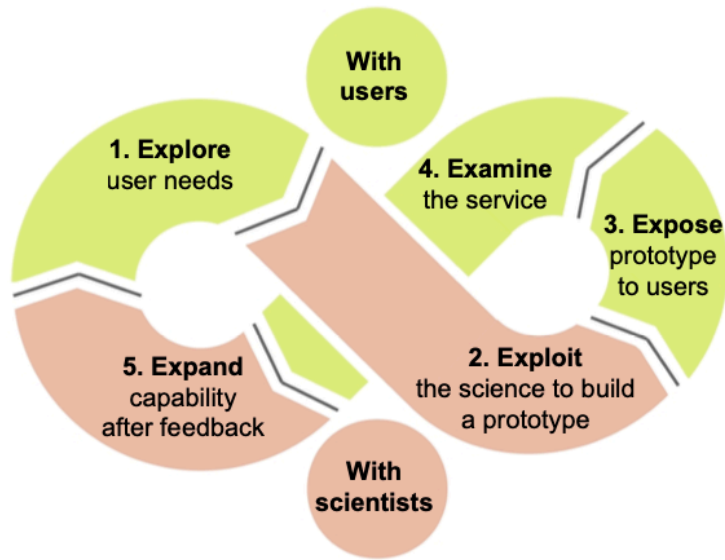 With
users
1. Explore
user needs
4. Examine
the service
3. Expose
prototype
to users
2. Exploit
the science to build
a prototype
5. Expand
capability
after feedback
With
scientists